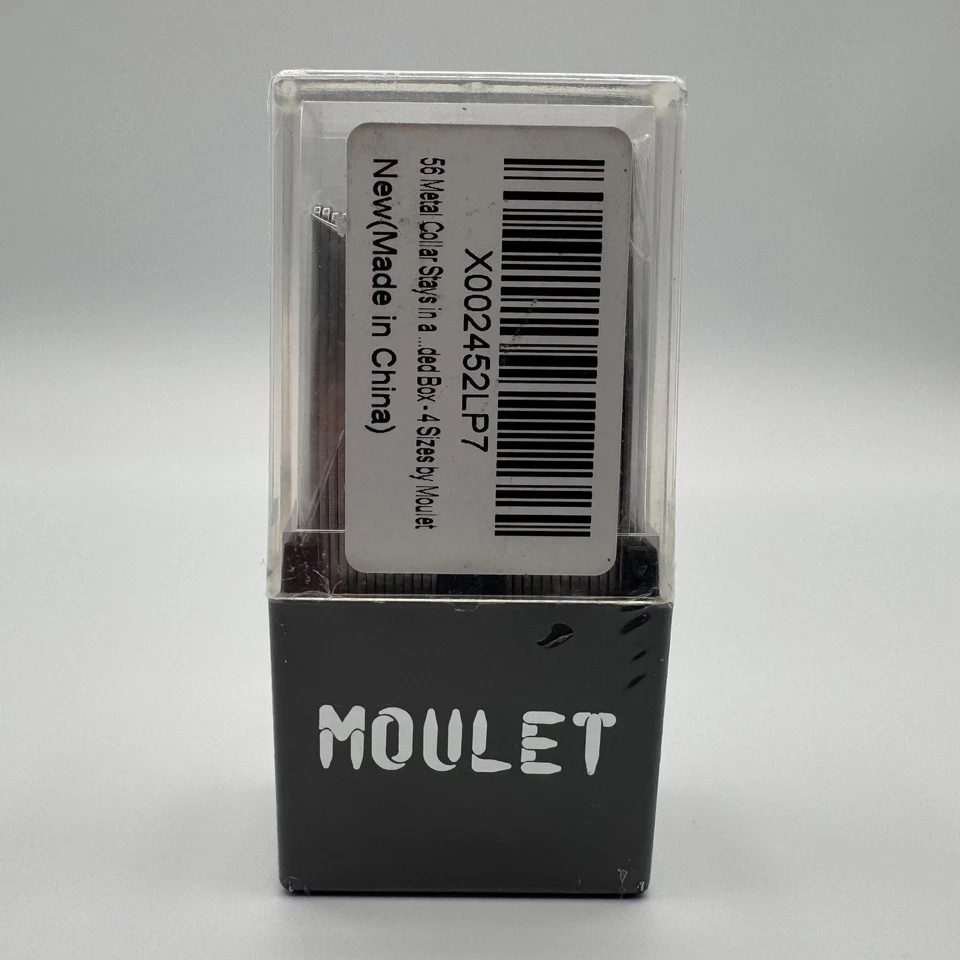 X002452LP7
56 Metal Collar Stays in a ...ded Box - 4 Sizes by Moulet
New(Made in China)
MOULET